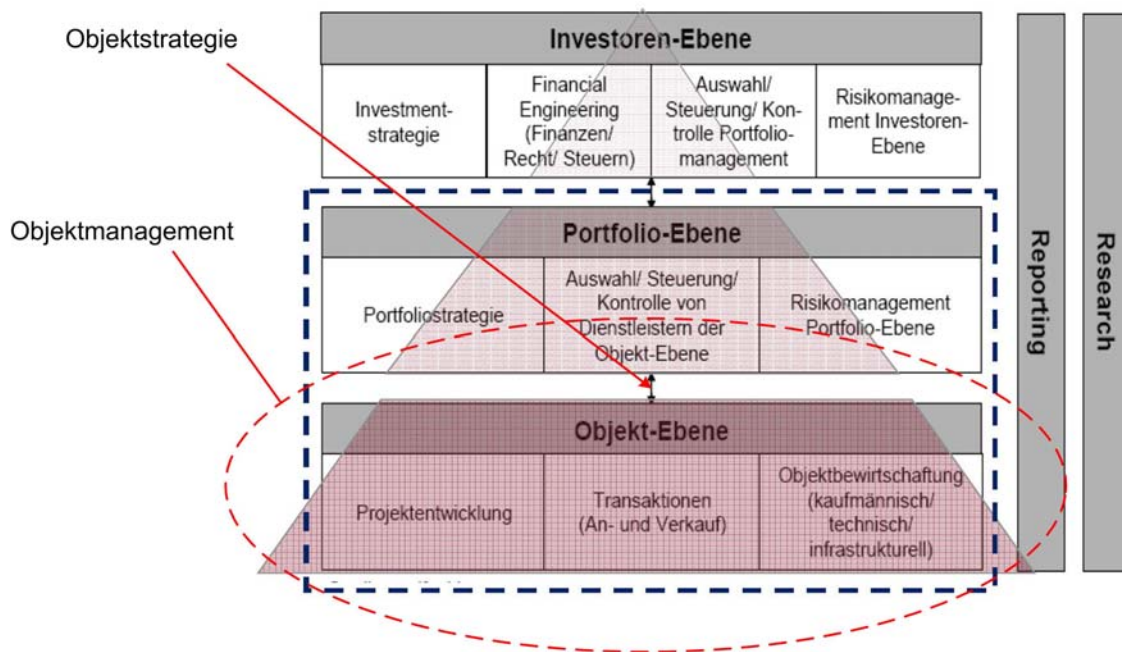 Objektstrategie
Objektmanagement
Investoren-Ebene
Investment-
strategie
Financial
Engineering
(Finanzen/
Recht/ Steuern)
Auswahl/
Steuerung/ Kon-
trolle Portfolio-
management
Risikomanage-
ment Investoren-
Ebene
Portfolio-Ebene
Portfoliostrategie
Auswahl/ Steuerung/
Kontrolle von
Dienstleistern der
Objekt-Ebene
Risikomanagement
Portfolio-Ebene
Objekt-Ebene
Projektentwicklung
Transaktionen
(An- und Verkauf)
Objektbewirtschaftung
(kaufmännisch/
technisch/
infrastrukturell)
Reporting
Research